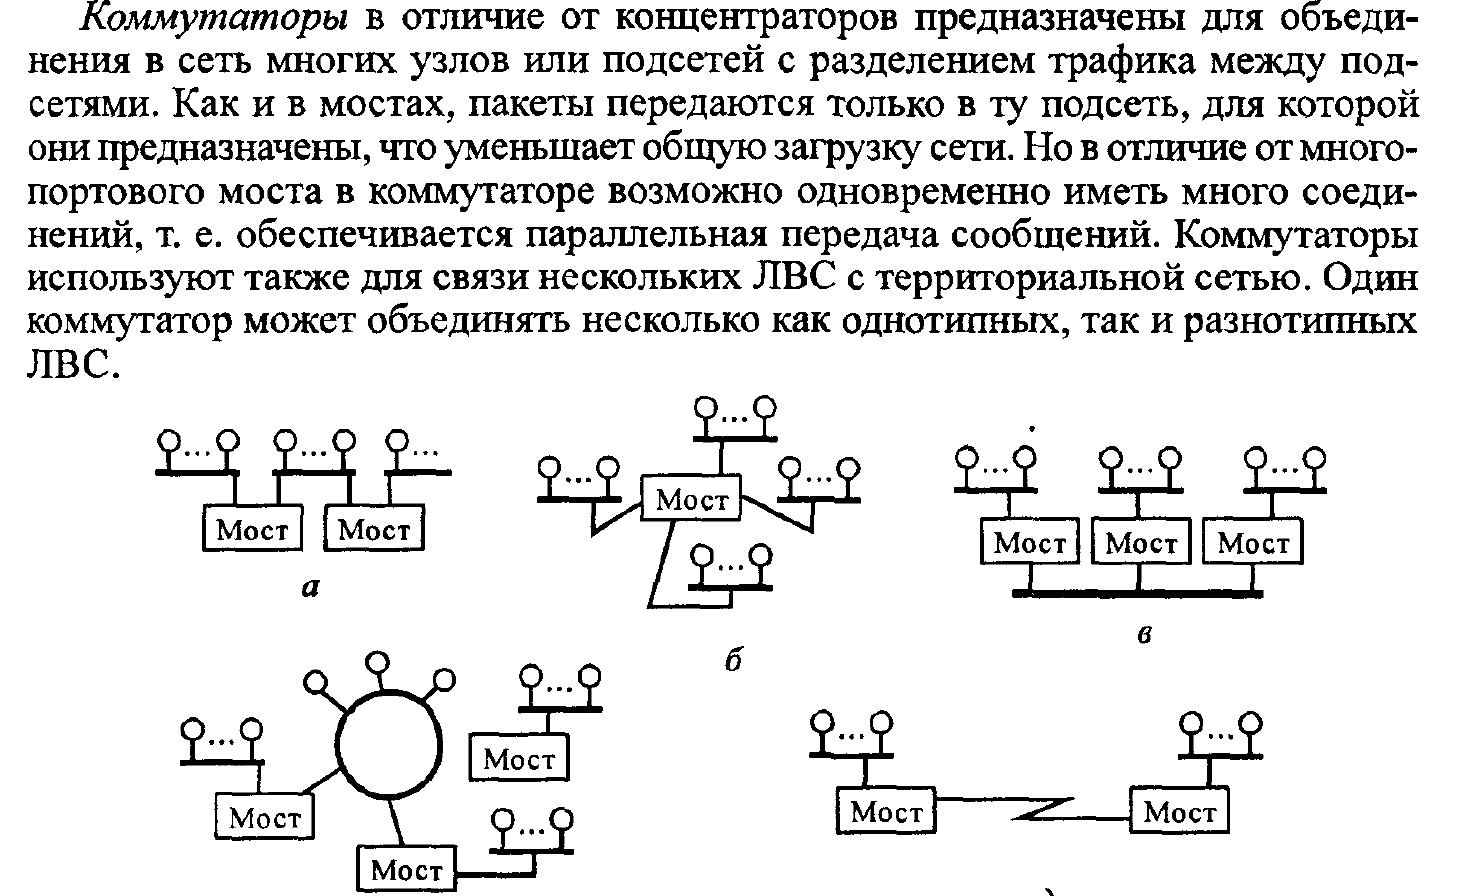 Коммутаторы в отличие от концентраторов предназначены для объеди-
нения в сеть многих узлов или подсетей с разделением трафика между под-
сетями. Как и в мостах, пакеты передаются только в ту подсеть, для которой
они предназначены, что уменьшает общую загрузку сети. Но в отличие от много-
портового моста в коммутаторе возможно одновременно иметь много соеди-
нений, т. е. обеспечивается параллельная передача сообщений. Коммутаторы
используют также для связи нескольких ЛВС с территориальной сетью. Один
коммутатор может объединять несколько как однотипных, так и разнотипных
ЛВС.
Мост
Мост
а
Мост
б
Мост
Мост
Мост
в
Мост
Мост
Мост
Мост
Мост